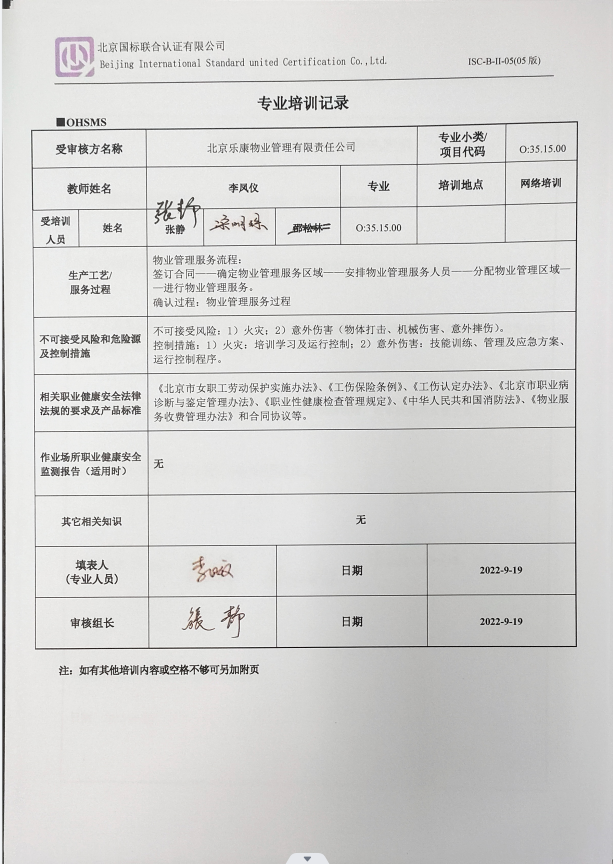 北京国标联合认证有限公司
Beijing International Standard united Certification Co.,Ltd.
ISC-B-II-05(05 版)
专业培训记录
■OHSMS
受审核方名称
北京乐康物业管理有限责任公司
专业小类/
项目代码
O:35.15.00
教师姓名
李凤仪
专业
培训地点
网络培训
受培训
人员
姓名
张静
张静
邵松林
O:35.15.00
生产工艺/
服务过程
物业管理服务流程:
签订合同——确定物业管理服务区域——安排物业管理服务人员——分配物业管理区域—
—进行物业管理服务。
确认过程:物业管理服务过程
不可接受风险和危险源
及控制措施
不可接受风险:1)火灾;2)意外伤害(物体打击、机械伤害、意外摔伤)。
控制措施:1)火灾:培训学习及运行控制;2)意外伤害:技能训练、管理及应急方案、
运行控制程序。
相关职业健康安全法律
法规的要求及产品标准
《北京市女职工劳动保护实施办法》、《工伤保险条例》、《工伤认定办法》、《北京市职业病
诊断与鉴定管理办法》、《职业性健康检查管理规定》、《中华人民共和国消防法》、《物业服
务收费管理办法》和合同协议等。
作业场所职业健康安全
监测报告(适用时)
无
其它相关知识
无
填表人
(专业人员)
日期
2022-9-19
审核组长
張静
日期
2022-9-19
注:如有其他培训内容或空格不够可另加附页